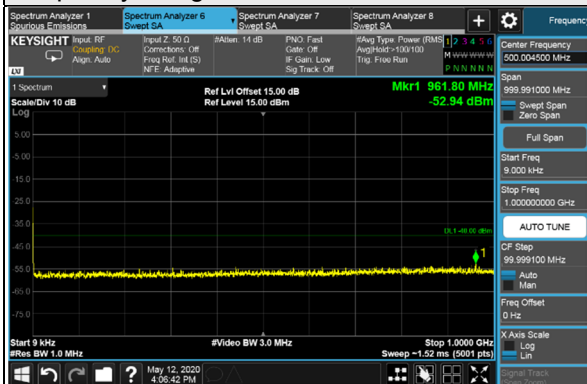 Spectrum Analyzer 1
Spurious Emissions
Spectrum Analyzer 6
Swept SA
Spectrum Analyzer 7
Swept SA
Spectrum Analyzer 8
Swept SA
+
Frequency
KEYSIGHT
Input: RF
Coupling: DC
Align: Auto
Input Z: 50 Ω
Corrections: Off
Freq Ref: Int (S)
NFE: Adaptive
#Atten: 14 dB
PNO: Fast
Gate: Off
IF Gain: Low
Sig Track: Off
#Avg Type: Power (RMS
Avg|Hold:>100/100
Trig: Free Run
1 2 3 4 5 6
M W W W W W
P N N N N N
LXI
1 Spectrum
Scale/Div 10 dB
Log
Ref Lvl Offset 15.00 dB
Ref Level 15.00 dBm
Mkr1 961.80 MHz
-52.94 dBm
5.00
-5.00
-15.0
-25.0
-35.0
-45.0
-55.0
-65.0
-75.0
DL1 -40.00 dBm
1
Start 9 kHz
#Res BW 1.0 MHz
#Video BW 3.0 MHz
Stop 1.0000 GHz
Sweep ~1.52 ms (5001 pts)
?
May 12, 2020
4:06:42 PM
Center Frequency
500.004500 MHz
Span
999.991000 MHz
Swept Span
Zero Span
Full Span
Start Freq
9.000 kHz
Stop Freq
1.000000000 GHz
AUTO TUNE
CF Step
99.999100 MHz
Auto
Man
Freq Offset
0 Hz
X Axis Scale
Log
Lin
Signal Track